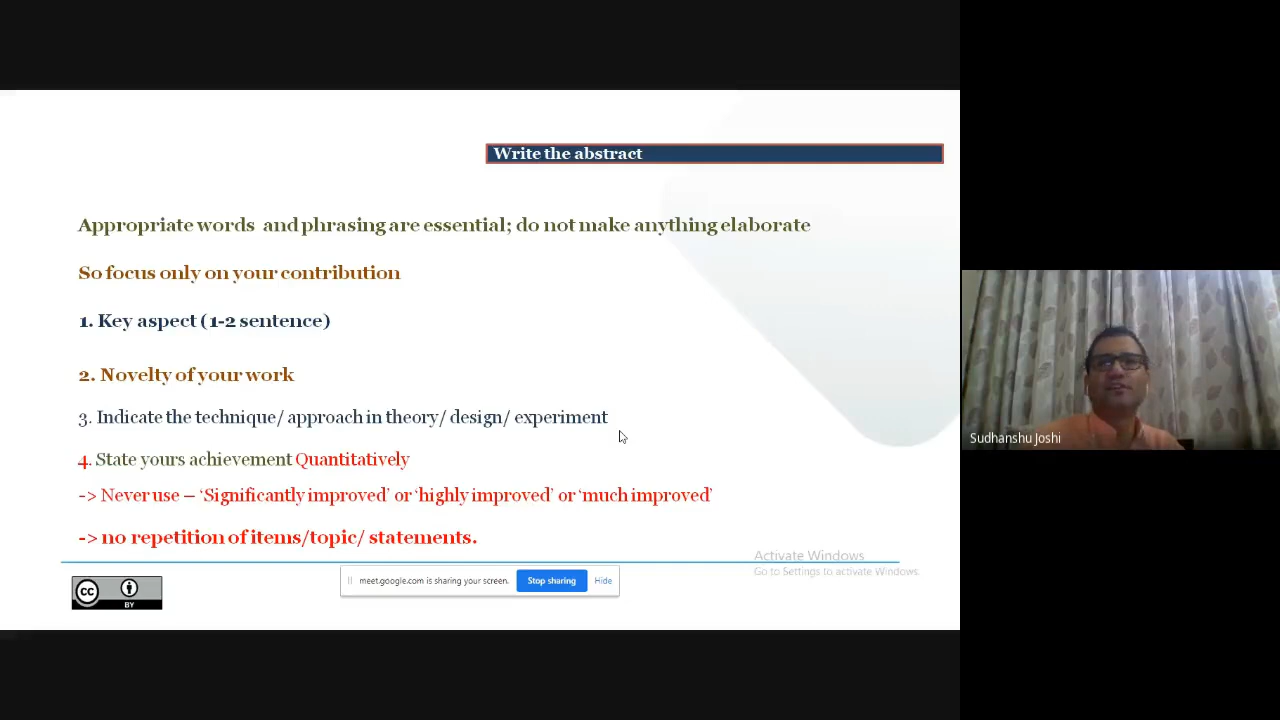 Write the abstract
Appropriate words and phrasing are essential; do not make anything elaborate
So focus only on your contribution
1. Key aspect (1-2 sentence)
2. Novelty of your work
3. Indicate the technique/ approach in theory/ design/ experiment
4. State yours achievement Quantitatively
-> Never use – ‘Significantly improved’ or ‘highly improved’ or ‘much improved’
-> no repetition of items/topic/ statements.
Activate Windows
Go to Settings to activate Windows.
meet.google.com is sharing your screen. Stop sharing Hide
cc
BY
Sudhanshu Joshi